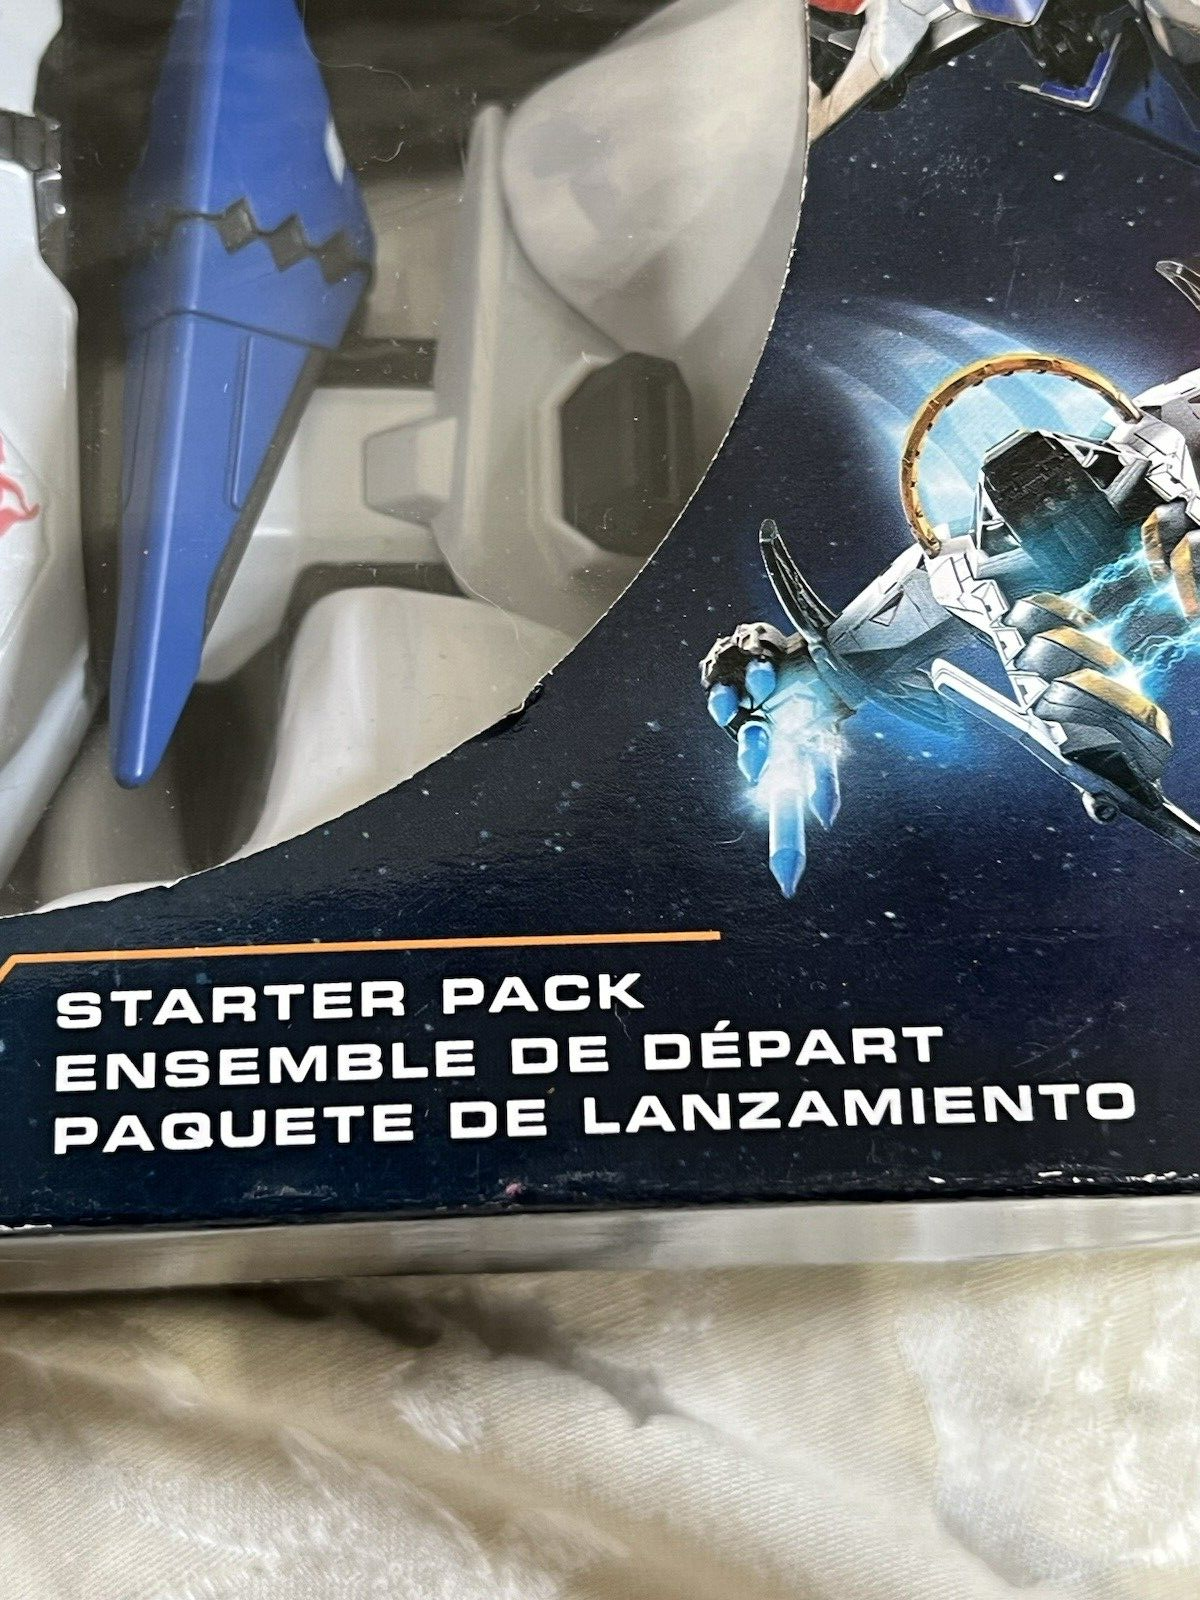 STARTER PACK
ENSEMBLE DE DÉPART
PAQUETE DE LANZAMIENTO